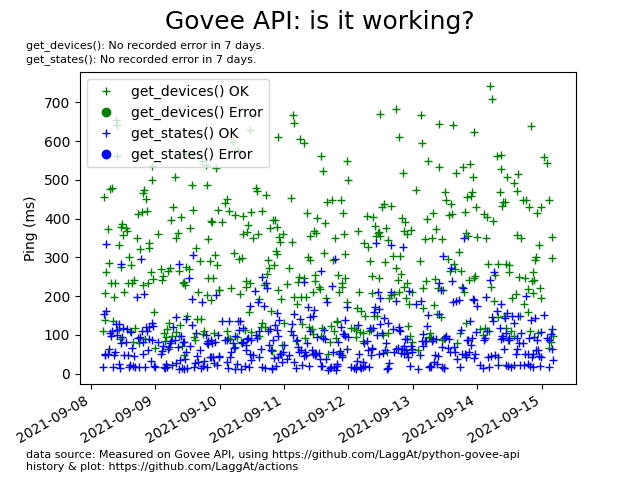 Govee API: is it working?
get_devices(): No recorded error in 7 days.
get_states(): No recorded error in 7 days.
get_devices() OK
get_devices() Error
get_states() OK
get_states() Error
Ping (ms)
700
600
500
400
300
200
100
0
2021-09-08
2021-09-09
2021-09-10
2021-09-11
2021-09-12
2021-09-13
2021-09-14
2021-09-15
data source: Measured on Govee API, using https://github.com/LaggAt/python-govee-api
history & plot: https://github.com/LaggAt/actions